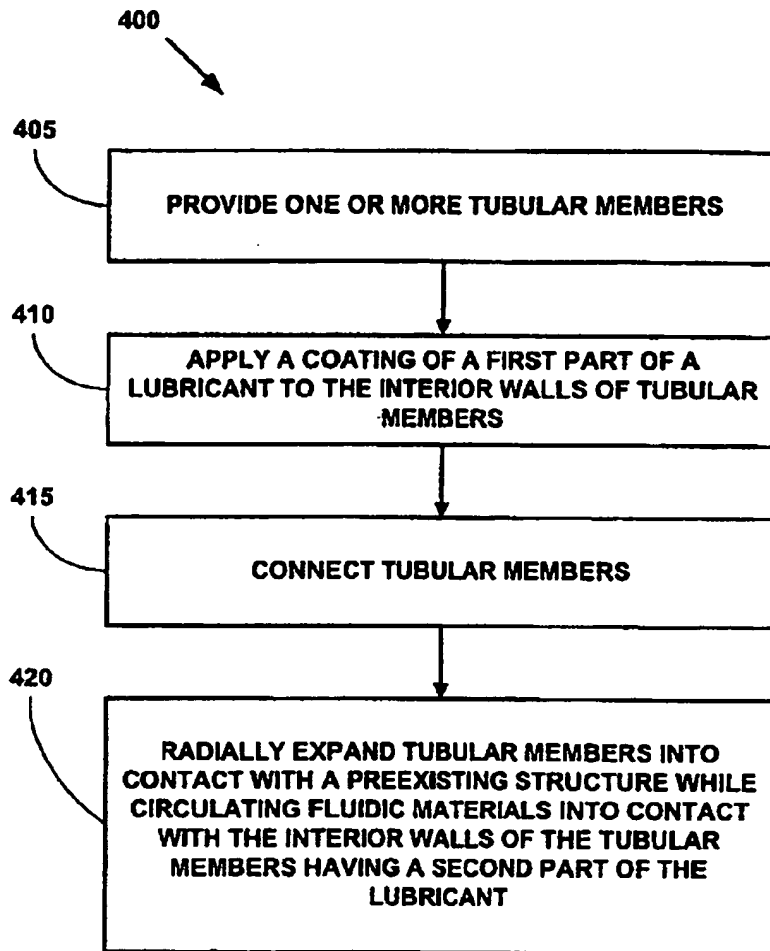 400
405
PROVIDE ONE OR MORE TUBULAR MEMBERS
410
APPLY A COATING OF A FIRST PART OF A
LUBRICANT TO THE INTERIOR WALLS OF TUBULAR
MEMBERS
415
CONNECT TUBULAR MEMBERS
420
RADIALLY EXPAND TUBULAR MEMBERS INTO
CONTACT WITH A PREEXISTING STRUCTURE WHILE
CIRCULATING FLUIDIC MATERIALS INTO CONTACT
WITH THE INTERIOR WALLS OF THE TUBULAR
MEMBERS HAVING A SECOND PART OF THE
LUBRICANT